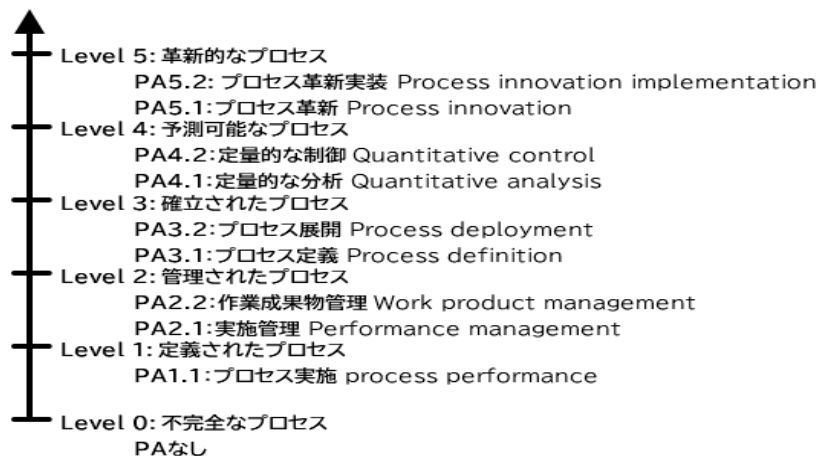 Level 5: 革新的なプロセス
PA5.2: プロセス革新実装 Process innovation implementation
PA5.1:プロセス革新 Process innovation
Level 4: 予測可能なプロセス
PA4.2:定量的な制御 Quantitative control
PA4.1:定量的な分析 Quantitative analysis
Level 3: 確立されたプロセス
PA3.2:プロセス展開 Process deployment
PA3.1:プロセス定義 Process definition
Level 2: 管理されたプロセス
PA2.2:作業成果物管理 Work product management
PA2.1:実施管理 Performance management
Level 1: 定義されたプロセス
PA1.1:プロセス実施 process performance
Level 0: 不完全なプロセス
PAなし